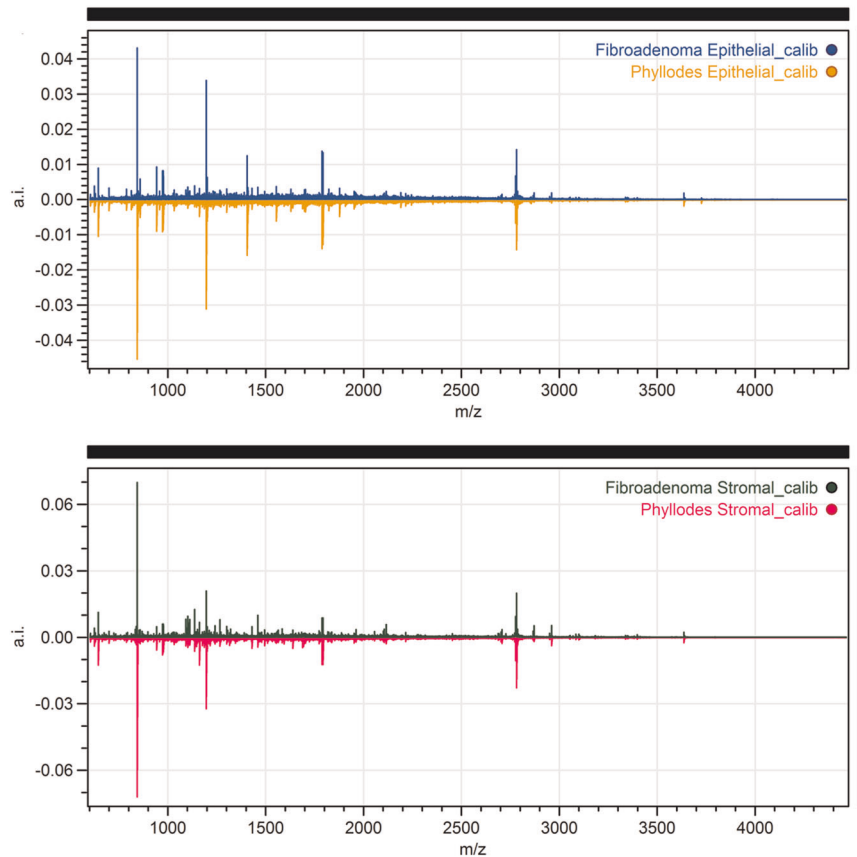 Fibroadenoma Epithelial_calib
Phyllodes Epithelial_calib
0.04
0.03
0.02
0.01
0.00
-0.01
-0.02
-0.03
-0.04
a.i.
1000 1500 2000 2500 3000 3500 4000
m/z
Fibroadenoma Stromal_calib
Phyllodes Stromal_calib
0.06
0.03
0.00
-0.03
-0.06
a.i.
1000 1500 2000 2500 3000 3500 4000
m/z